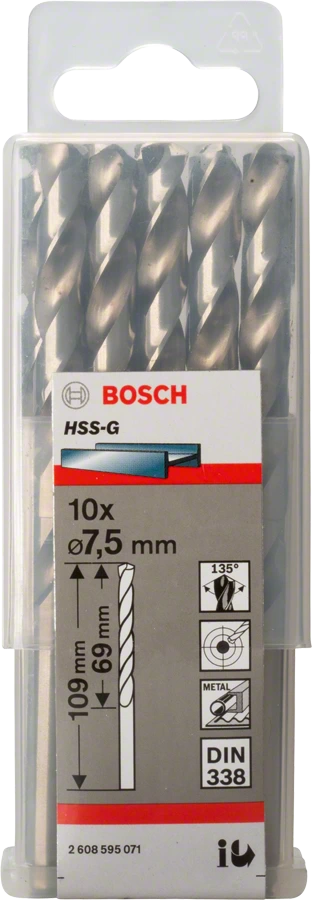 BOSCH
HSS-G
10x
ø7,5 mm
109 mm
69 mm
135°
METAL
DIN
338
2 608 595 071